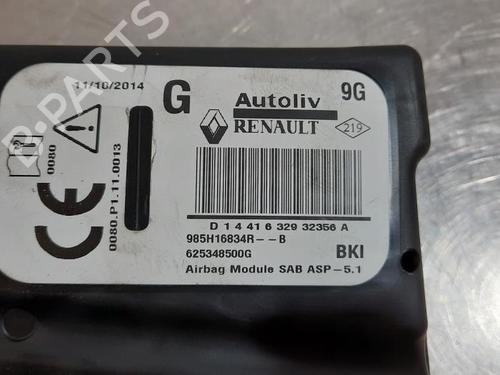 11/10/2014
G
Autoliv
9G
RENAULT
219
0080
0080.P1.11.0013
CE
D 1 4 41 6 329 32356 A
985H16834R--B
625348500G
BKI
Airbag Module SAB ASP-5.1
B-PARTS